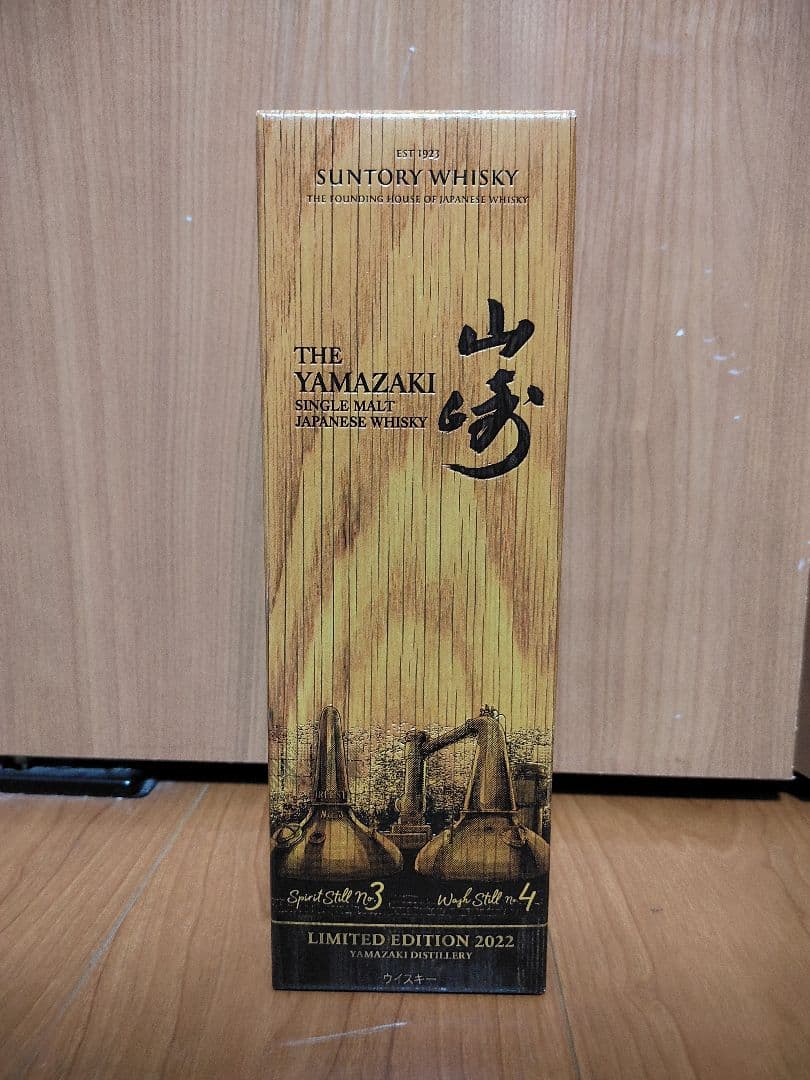 EST 1923
SUNTORY WHISKY
THE FOUNDING HOUSE OF JAPANESE WHISKY
山崎
THE
YAMAZAKI
SINGLE MALT
JAPANESE WHISKY
Spirit Still No.3
Wash Still No.4
LIMITED EDITION 2022
YAMAZAKI DISTILLERY
ウイスキー